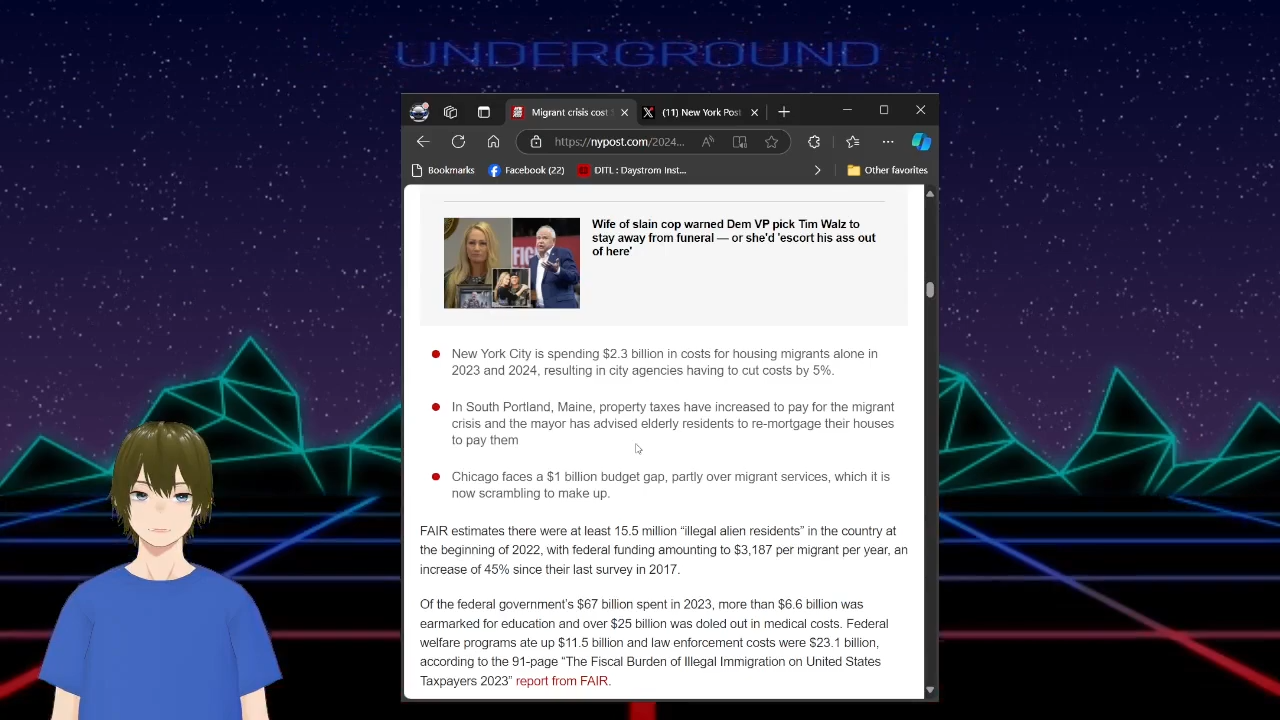 UNDERGROUND
Migrant crisis cost
(11) New York Post
https://nypost.com/2024...
Bookmarks
Facebook (22)
DITL : Daystrom Inst...
Other favorites
Wife of slain cop warned Dem VP pick Tim Walz to
stay away from funeral — or she'd 'escort his ass out
of here'
New York City is spending $2.3 billion in costs for housing migrants alone in
2023 and 2024, resulting in city agencies having to cut costs by 5%.
In South Portland, Maine, property taxes have increased to pay for the migrant
crisis and the mayor has advised elderly residents to re-mortgage their houses
to pay them
Chicago faces a $1 billion budget gap, partly over migrant services, which it is
now scrambling to make up.
FAIR estimates there were at least 15.5 million “illegal alien residents” in the country at
the beginning of 2022, with federal funding amounting to $3,187 per migrant per year, an
increase of 45% since their last survey in 2017.
Of the federal government’s $67 billion spent in 2023, more than $6.6 billion was
earmarked for education and over $25 billion was doled out in medical costs. Federal
welfare programs ate up $11.5 billion and law enforcement costs were $23.1 billion,
according to the 91-page “The Fiscal Burden of Illegal Immigration on United States
Taxpayers 2023” report from FAIR.